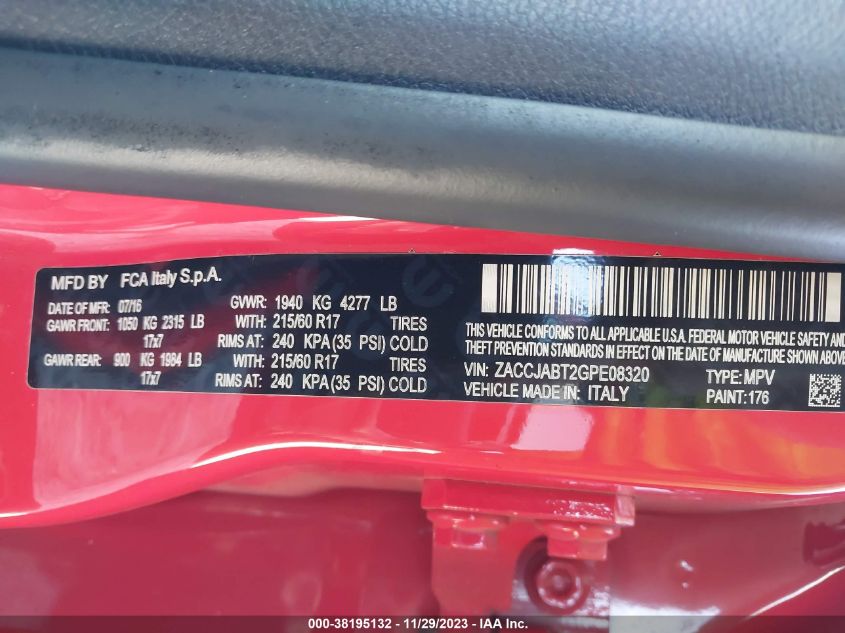 MFD BY FCA Italy S.p.A.
DATE OF MFR: 07/16 GVWR: 1940 KG 4277 LB
GAWR FRONT: 1050 KG 2315 LB WITH: 215/60 R17 TIRES
17x7 RIMS AT: 240 KPA (35 PSI) COLD
GAWR REAR: 900 KG 1984 LB WITH: 215/60 R17 TIRES
17x7 RIMS AT: 240 KPA (35 PSI) COLD
THIS VEHICLE CONFORMS TO ALL APPLICABLE U.S.A. FEDERAL MOTOR VEHICLE SAFETY AND
THEFT PREVENTION STANDARDS IN EFFECT ON THE DATE OF MANUFACTURE SHOWN ABOVE
VIN: ZACCJABT2GPE08320 TYPE: MPV
VEHICLE MADE IN: ITALY PAINT: 176
000-38195132 - 11/29/2023 - IAA Inc.